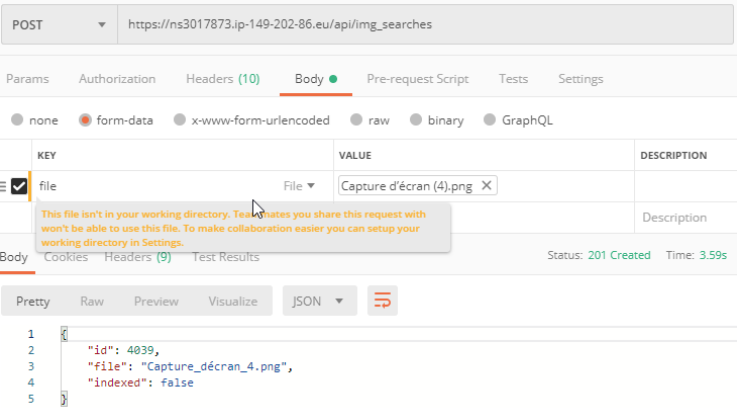 POST https://ns3017873.ip-149-202-86.eu/api/img_searches
Params Authorization Headers (10) Body Pre-request Script Tests Settings
none form-data x-www-form-urlencoded raw binary GraphQL
KEY VALUE DESCRIPTION
file File Capture d'écran (4).png
This file isn't in your working directory. Teammates you share this request with
won't be able to use this file. To make collaboration easier you can setup your
working directory in Settings.
Description
Body Cookies Headers (9) Test Results Status: 201 Created Time: 3.59s
Pretty Raw Preview Visualize JSON
1 {
2 "id": 4039,
3 "file": "Capture_décran_4.png",
4 "indexed": false
5 }